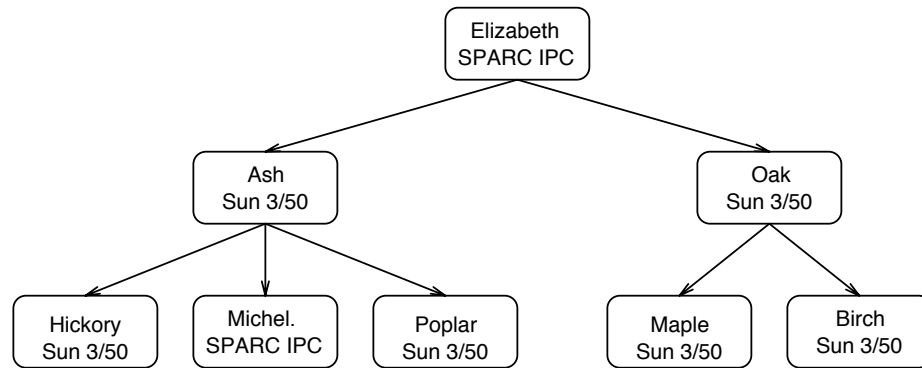 Elizabeth
SPARC IPC
Ash
Sun 3/50
Oak
Sun 3/50
Hickory
Sun 3/50
Michel.
SPARC IPC
Poplar
Sun 3/50
Maple
Sun 3/50
Birch
Sun 3/50